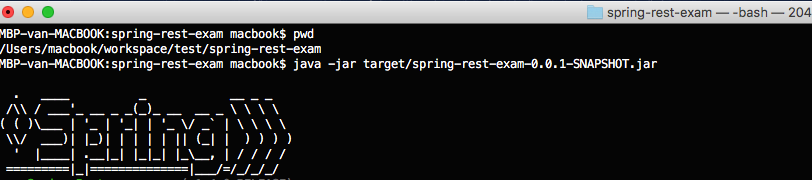 spring-rest-exam — -bash — 204
MBP-van-MACBOOK:spring-rest-exam macbook$ pwd
/Users/macbook/workspace/test/spring-rest-exam
MBP-van-MACBOOK:spring-rest-exam macbook$ java -jar target/spring-rest-exam-0.0.1-SNAPSHOT.jar
  .   ____          _            __ _ _
 /\\ / ___'_ __ _ _(_)_ __  __ _ \ \ \ \
( ( )\___ | '_ | '_| | '_ \/ _` | \ \ \ \
 \\/  ___)| |_)| | | | | || (_| |  ) ) ) )
  '  |____| .__|_| |_|_| |_\__, | / / / /
 =========|_|==============|___/=/_/_/_/